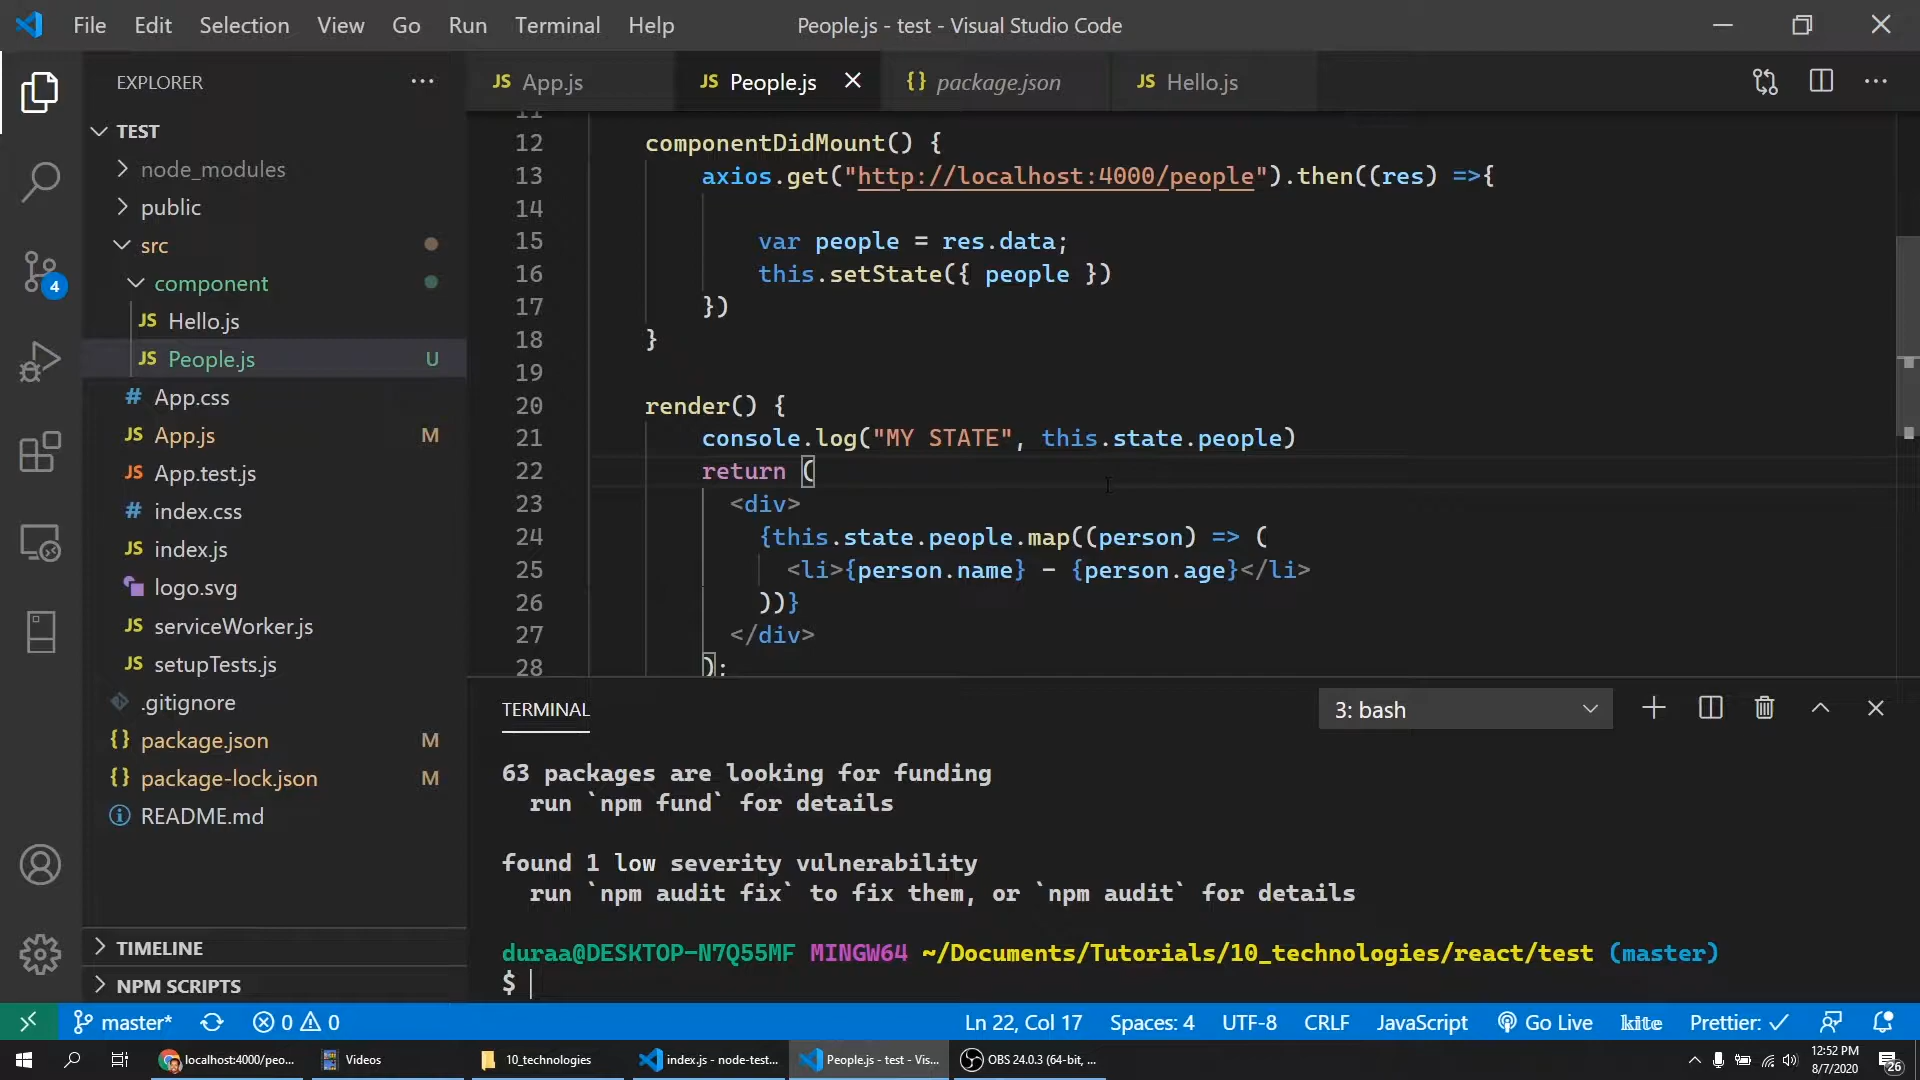 File Edit Selection View Go Run Terminal Help People.js - test - Visual Studio Code
EXPLORER
TEST
node_modules
public
src
component
JS Hello.js
JS People.js U
# App.css
JS App.js M
JS App.test.js
# index.css
JS index.js
logo.svg
JS serviceWorker.js
JS setupTests.js
.gitignore
{} package.json M
{} package-lock.json M
README.md
TIMELINE
NPM SCRIPTS
4
JS App.js JS People.js {} package.json JS Hello.js
11
12 componentDidMount() {
13 axios.get("http://localhost:4000/people").then((res) =>{
14
15 var people = res.data;
16 this.setState({ people })
17 })
18 }
19
20 render() {
21 console.log("MY STATE", this.state.people)
22 return (
23 <div>
24 {this.state.people.map((person) => (
25 <li>{person.name} - {person.age}</li>
26 ))}
27 </div>
28 );
TERMINAL 3: bash
63 packages are looking for funding
run `npm fund` for details
found 1 low severity vulnerability
run `npm audit fix` to fix them, or `npm audit` for details
duraa@DESKTOP-N7Q55MF MINGW64 ~/Documents/Tutorials/10_technologies/react/test (master)
$
master* 0 0 Ln 22, Col 17 Spaces: 4 UTF-8 CRLF JavaScript Go Live kite Prettier: ✓
localhost:4000/peo... Videos 10_technologies index.js - node-test... People.js - test - Vis... OBS 24.0.3 (64-bit, ... 12:52 PM
8/7/2020
26